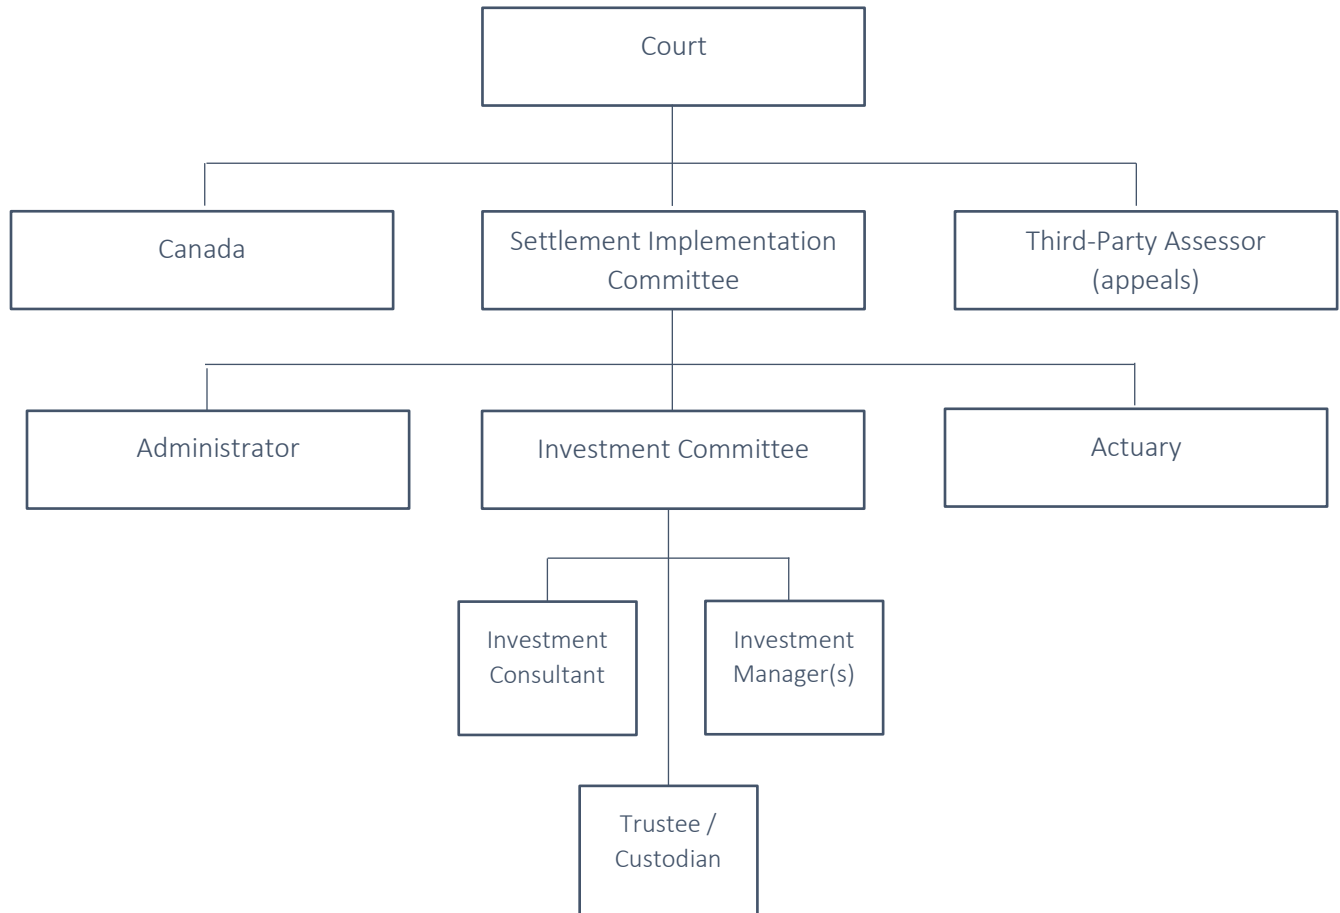 Court
Canada
Settlement Implementation
Committee
Third-Party Assessor
(appeals)
Administrator
Investment Committee
Actuary
Investment
Consultant
Investment
Manager(s)
Trustee /
Custodian